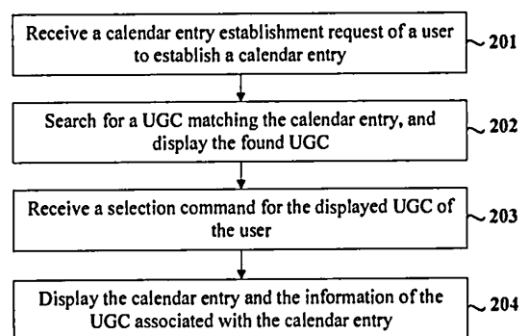 Receive a calendar entry establishment request of a user
to establish a calendar entry
201
Search for a UGC matching the calendar entry, and
display the found UGC
202
Receive a selection command for the displayed UGC of
the user
203
Display the calendar entry and the information of the
UGC associated with the calendar entry
204